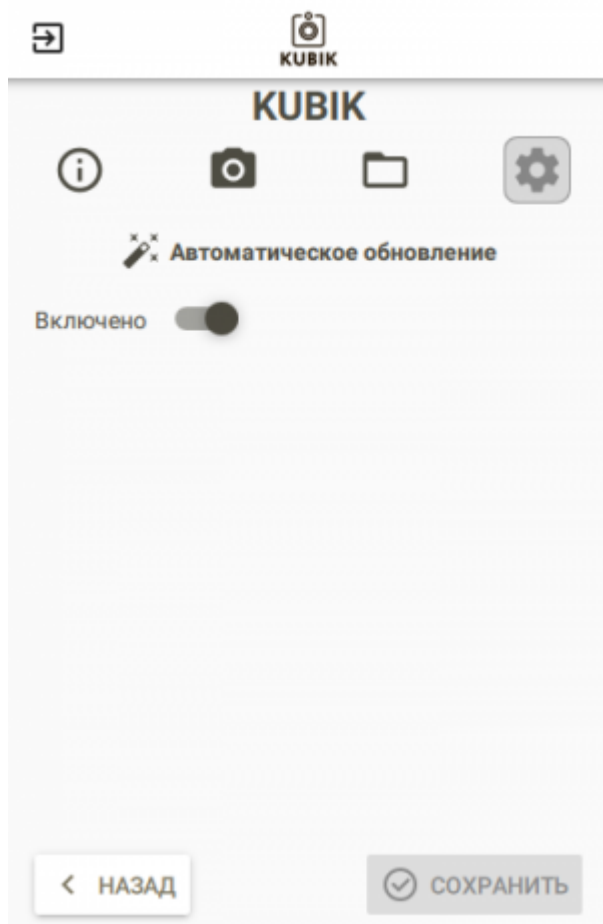 KUBIK
KUBIK
Автоматическое обновление
Включено
НАЗАД
СОХРАНИТЬ